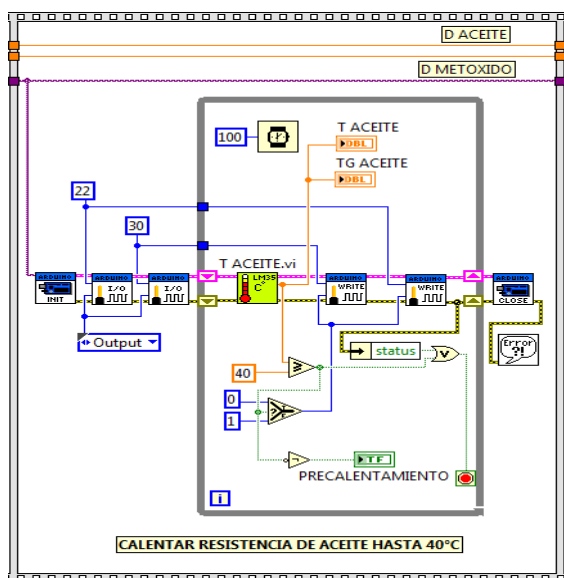 D ACEITE
D METOXIDO
100
T ACEITE
DBL
TG ACEITE
DBL
22
30
T ACEITE.vi
ARDUINO
INIT
ARDUINO
I/O
ARDUINO
I/O
LM35
C°
ARDUINO
WRITE
ARDUINO
WRITE
ARDUINO
CLOSE
Output
status
Error
?!
≥
v
40
0
1
?
T
F
¬
TF
PRECALENTAMIENTO
i
CALENTAR RESISTENCIA DE ACEITE HASTA 40°C